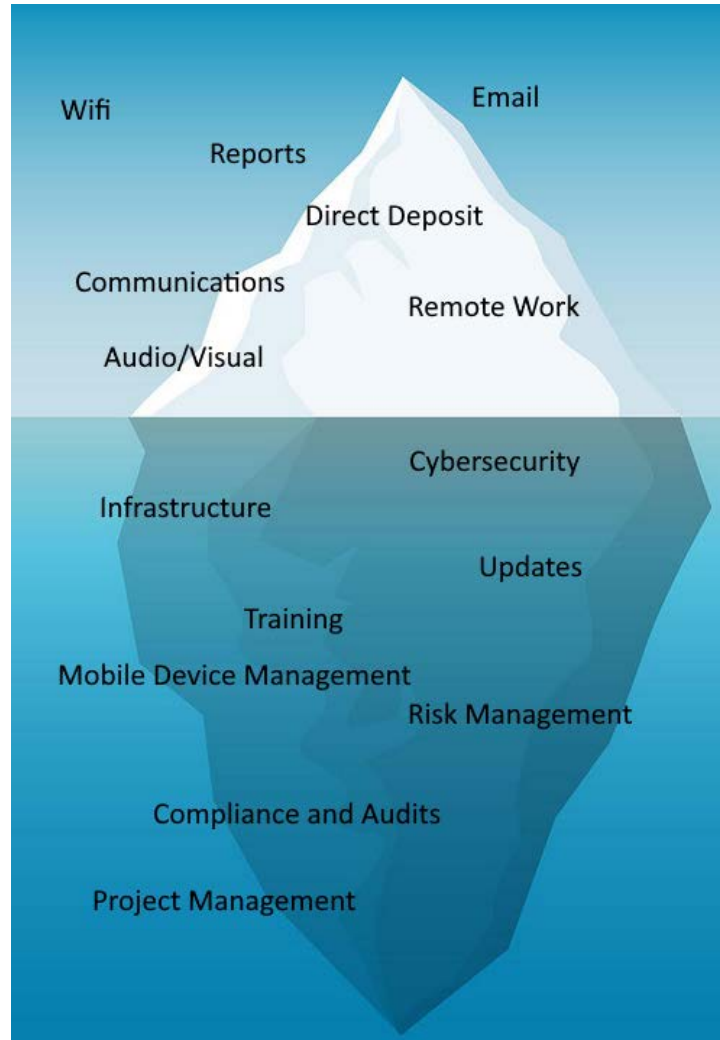 Email
Wifi
Reports
Direct Deposit
Communications
Remote Work
Audio/Visual
Cybersecurity
Infrastructure
Updates
Training
Mobile Device Management
Risk Management
Compliance and Audits
Project Management